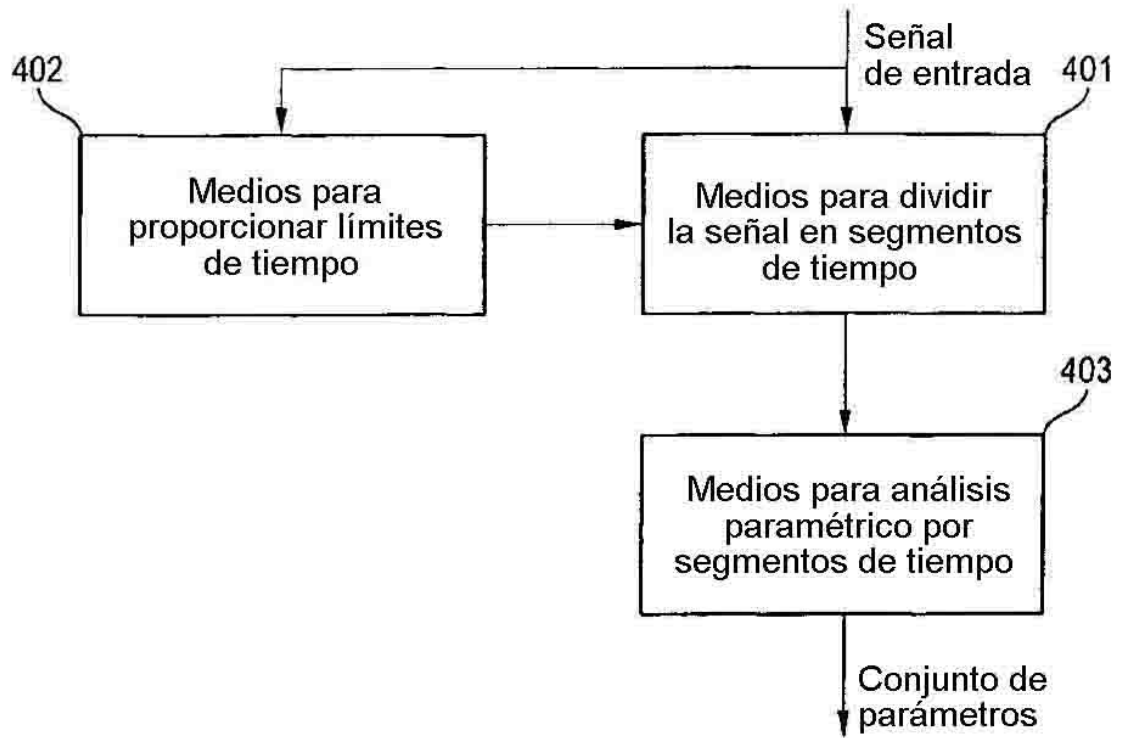 Señal
de entrada
402
401
Medios para
proporcionar límites
de tiempo
Medios para dividir
la señal en segmentos
de tiempo
403
Medios para análisis
paramétrico por
segmentos de tiempo
Conjunto de
parámetros